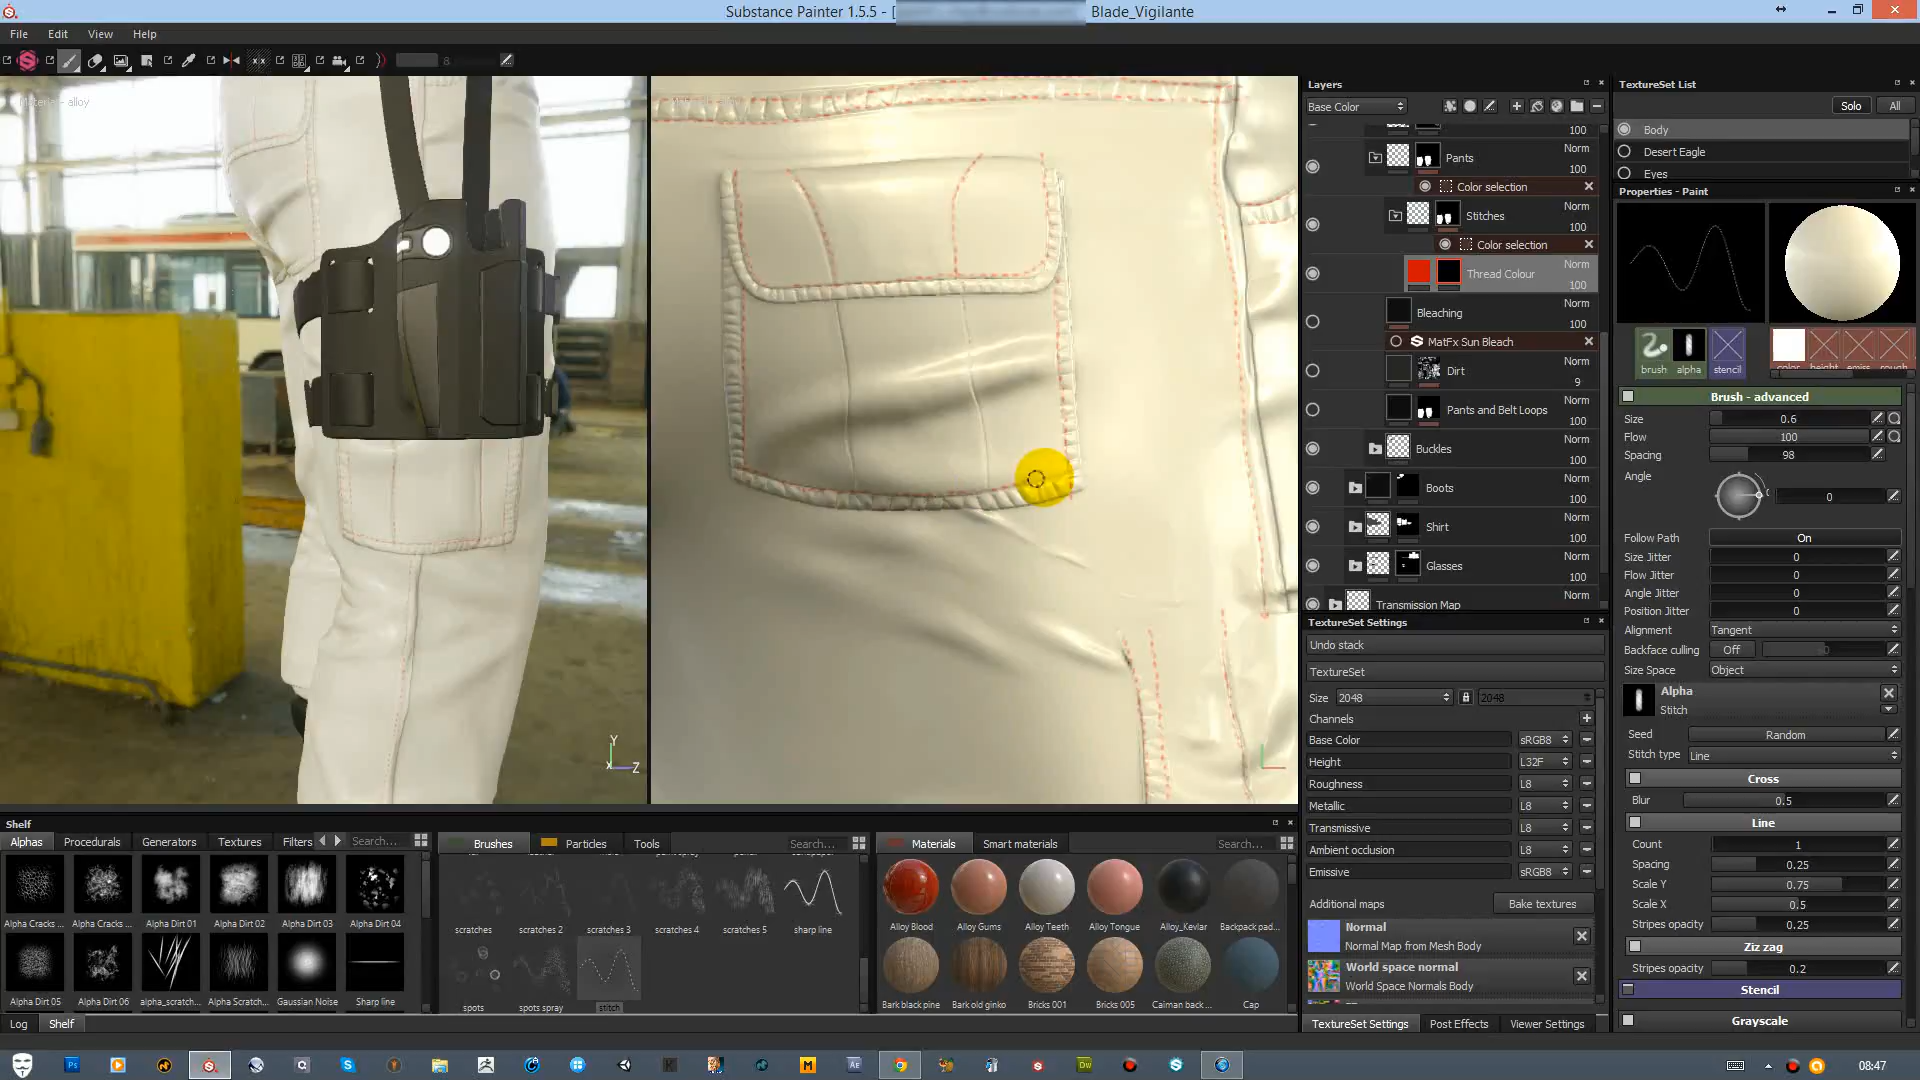 Substance Painter 1.5.5 - [ Blade_Vigilante
File Edit View Help
8
Material - alloy
Y
X Z
Layers
Base Color
100
Pants Norm 100
Color selection
Stitches Norm 100
Color selection
Thread Colour Norm 100
Bleaching Norm 100
MatFx Sun Bleach
Dirt Norm 9
Pants and Belt Loops Norm 100
Buckles Norm 100
Boots Norm 100
Shirt Norm 100
Glasses Norm 100
Transmission Map Norm
TextureSet Settings
Undo stack
TextureSet
Size 2048 2048
Channels
Base Color sRGB8
Height L32F
Roughness L8
Metallic L8
Transmissive L8
Ambient occlusion L8
Emissive sRGB8
Additional maps Bake textures
Normal
Normal Map from Mesh Body
World space normal
World Space Normals Body
TextureSet Settings Post Effects Viewer Settings
TextureSet List
Solo All
Body
Desert Eagle
Eyes
Properties - Paint
brush alpha stencil color height emiss rough
Brush - advanced
Size 0.6
Flow 100
Spacing 98
Angle 0
Follow Path On
Size Jitter 0
Flow Jitter 0
Angle Jitter 0
Position Jitter 0
Alignment Tangent
Backface culling Off
Size Space Object
Alpha
Stitch
Seed Random
Stitch type Line
Cross
Blur 0.5
Line
Count 1
Spacing 0.25
Scale Y 0.75
Scale X 0.5
Stripes opacity 0.25
Ziz zag
Stripes opacity 0.2
Stencil
Grayscale
Shelf
Alphas Procedurals Generators Textures Filters Search...
Alpha Cracks ... Alpha Cracks ... Alpha Dirt 01 Alpha Dirt 02 Alpha Dirt 03 Alpha Dirt 04
Alpha Dirt 05 Alpha Dirt 06 alpha_scratch... Alpha Scratch... Gaussian Noise Sharp line
Brushes Particles Tools Search...
scratches scratches 2 scratches 3 scratches 4 scratches 5 sharp line
spots spots spray stitch
Materials Smart materials Search...
Alloy Blood Alloy Gums Alloy Teeth Alloy Tongue Alloy_Kevlar Backpack pad...
Bark black pine Bark old ginko Bricks 001 Bricks 005 Caiman back ... Cap
Log Shelf
08:47